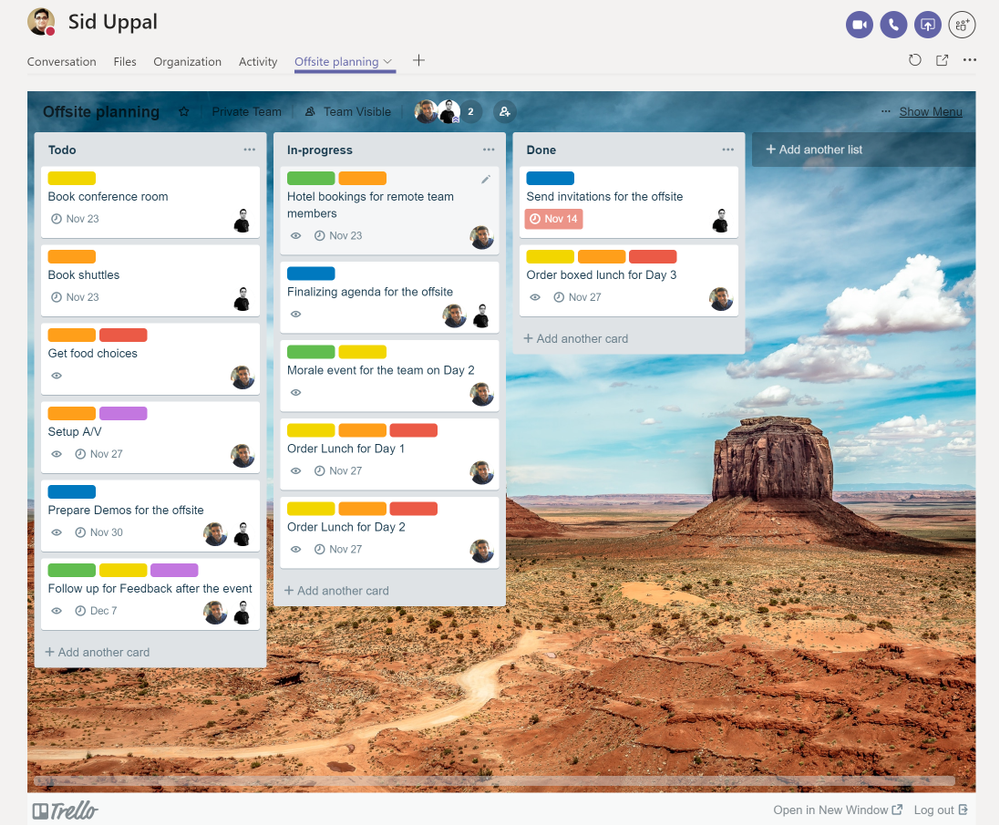 Sid Uppal
Conversation Files Organization Activity Offsite planning
Offsite planning Private Team Team Visible 2 ... Show Menu
Todo
Book conference room
Nov 23
Book shuttles
Nov 23
Get food choices
Setup A/V
Nov 27
Prepare Demos for the offsite
Nov 30
Follow up for Feedback after the event
Dec 7
+ Add another card
In-progress
Hotel bookings for remote team
members
Nov 23
Finalizing agenda for the offsite
Morale event for the team on Day 2
Order Lunch for Day 1
Nov 27
Order Lunch for Day 2
Nov 27
+ Add another card
Done
Send invitations for the offsite
Nov 14
Order boxed lunch for Day 3
Nov 27
+ Add another card
+ Add another list
Trello
Open in New Window Log out